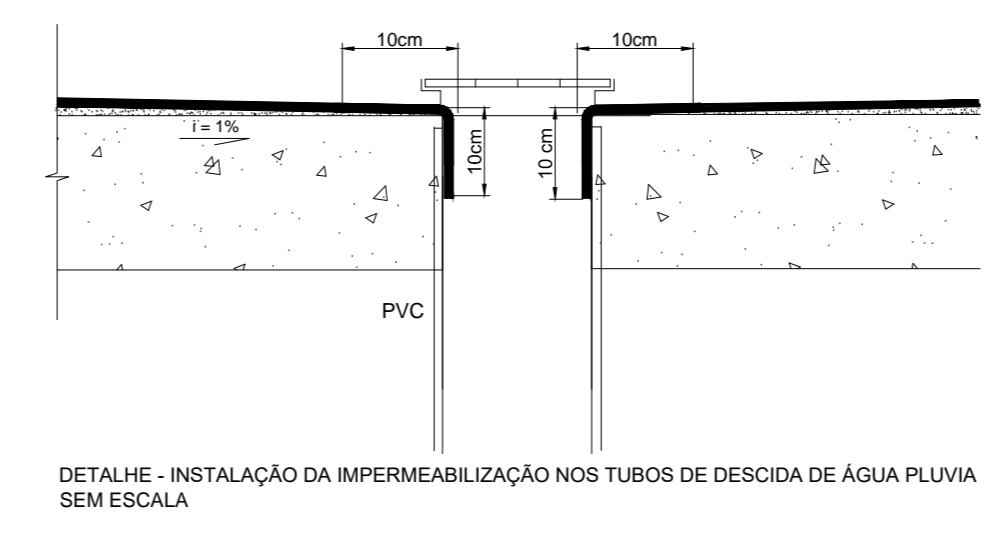 10cm 10cm
i = 1%
10cm 10 cm
PVC
DETALHE - INSTALAÇÃO DA IMPERMEABILIZAÇÃO NOS TUBOS DE DESCIDA DE ÁGUA PLUVIA
SEM ESCALA